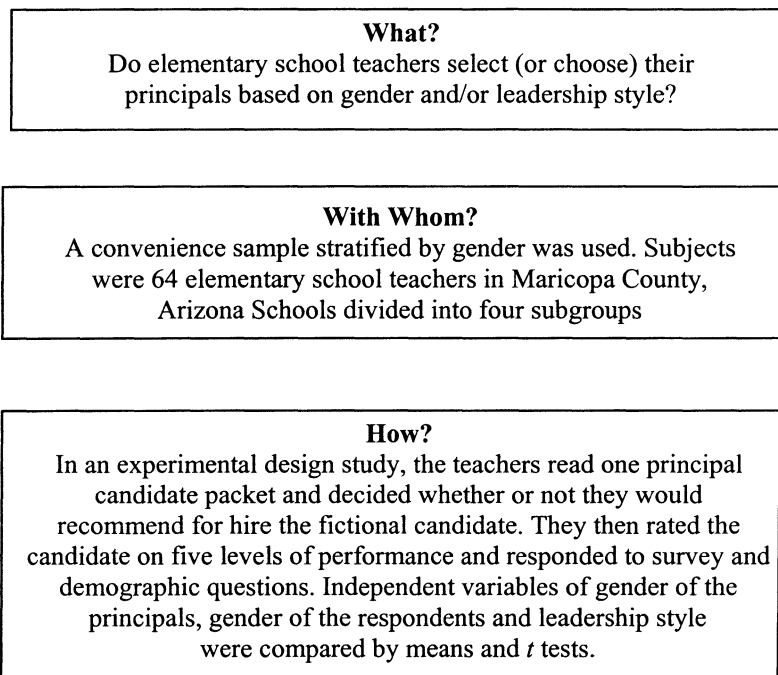 What?
Do elementary school teachers select (or choose) their
principals based on gender and/or leadership style?
With Whom?
A convenience sample stratified by gender was used. Subjects
were 64 elementary school teachers in Maricopa County,
Arizona Schools divided into four subgroups
How?
In an experimental design study, the teachers read one principal
candidate packet and decided whether or not they would
recommend for hire the fictional candidate. They then rated the
candidate on five levels of performance and responded to survey and
demographic questions. Independent variables of gender of the
principals, gender of the respondents and leadership style
were compared by means and t tests.